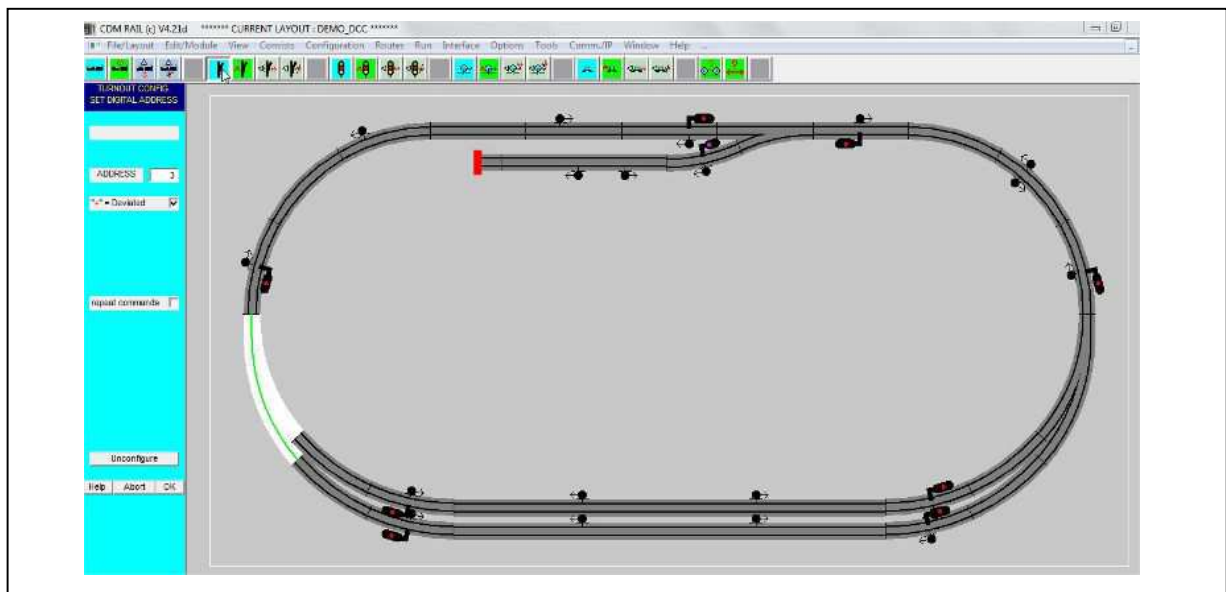 CDM RAIL (c) V4.21d ******* CURRENT LAYOUT : DEMO_DCC *******
File/Layout Edit/Module View Consists Configuration Routes Run Interface Options Tools Comm./IP Window Help ...
TURNOUT CONFIG
SET DIGITAL ADDRESS
ADDRESS 3
= Deviated
repeat commands
Unconfigure
Help Abort OK